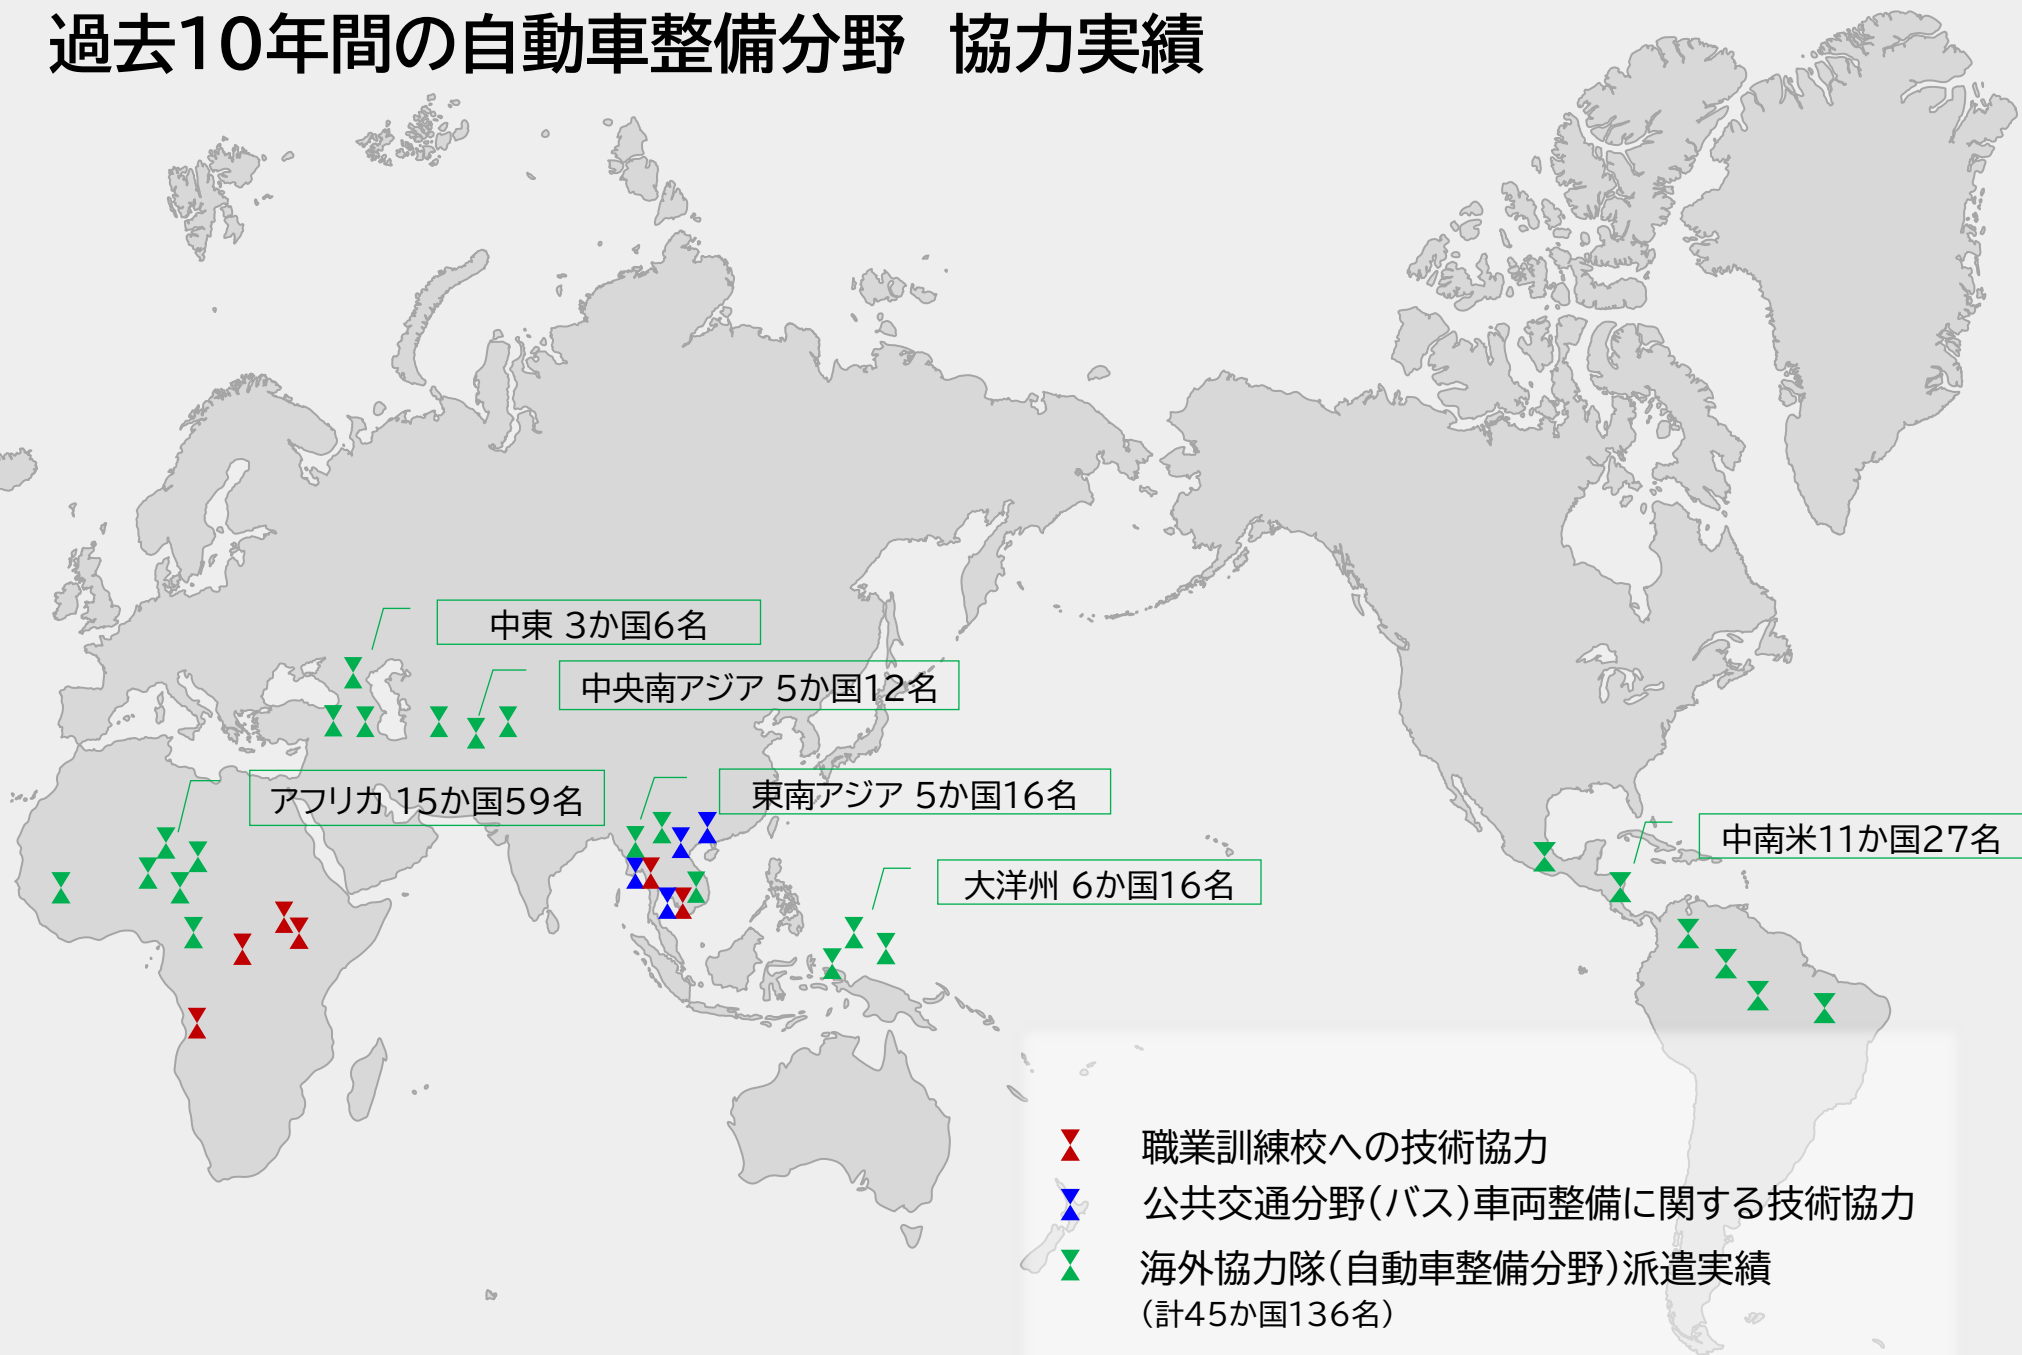 過去10年間の自動車整備分野　協力実績
中東 3か国6名
中央南アジア 5か国12名
アフリカ 15か国59名
東南アジア 5か国16名
中南米11か国27名
大洋州 6か国16名
職業訓練校への技術協力
公共交通分野(バス)車両整備に関する技術協力
海外協力隊(自動車整備分野)派遣実績
(計45か国136名)